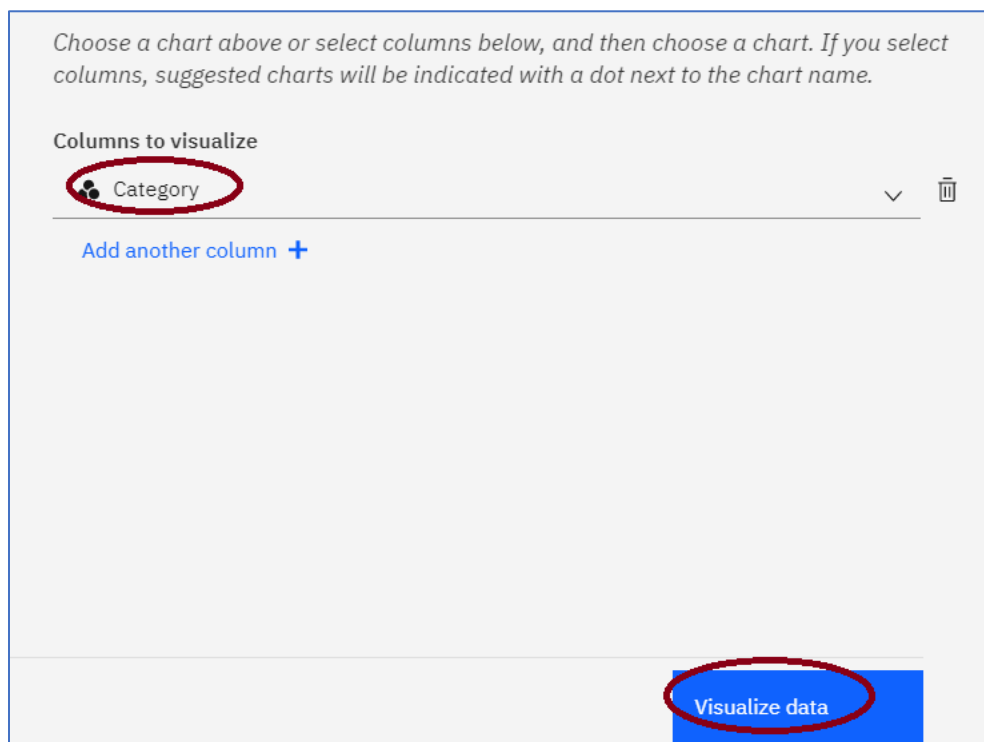 Choose a chart above or select columns below, and then choose a chart. If you select
columns, suggested charts will be indicated with a dot next to the chart name.
Columns to visualize
Category
Add another column +
Visualize data